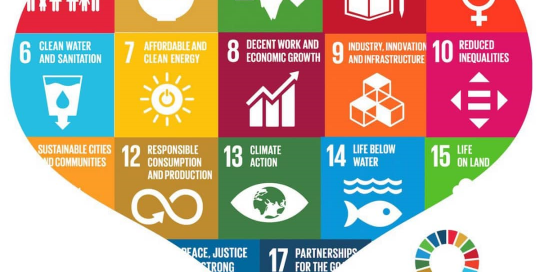 6 CLEAN WATER
AND SANITATION
7 AFFORDABLE AND
CLEAN ENERGY
8 DECENT WORK AND
ECONOMIC GROWTH
9 INDUSTRY, INNOVATION
AND INFRASTRUCTURE
10 REDUCED
INEQUALITIES
SUSTAINABLE CITIES
AND COMMUNITIES
12 RESPONSIBLE
CONSUMPTION
AND PRODUCTION
13 CLIMATE
ACTION
14 LIFE BELOW
WATER
15 LIFE
ON LAND
PEACE, JUSTICE
STRONG
17 PARTNERSHIPS
FOR THE GO